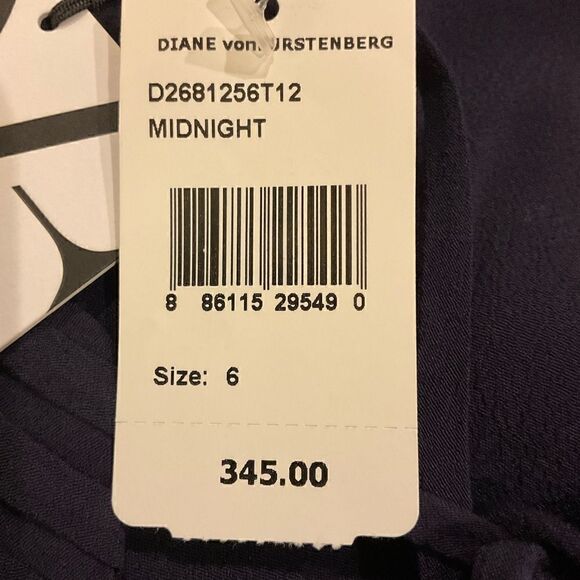 DIANE von FURSTENBERG
D2681256T12
MIDNIGHT
8 86115 29549 0
Size: 6
345.00